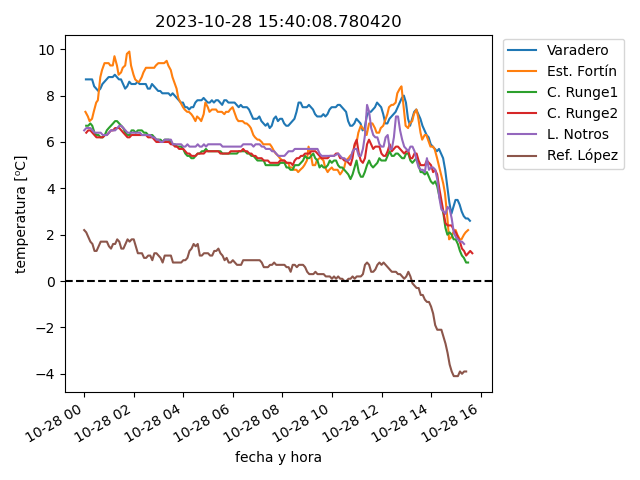 2023-10-28 15:40:08.780420
temperatura [ºC]
10
8
6
4
2
0
−2
−4
10-28 00
10-28 02
10-28 04
10-28 06
10-28 08
10-28 10
10-28 12
10-28 14
10-28 16
fecha y hora
Varadero
Est. Fortín
C. Runge1
C. Runge2
L. Notros
Ref. López